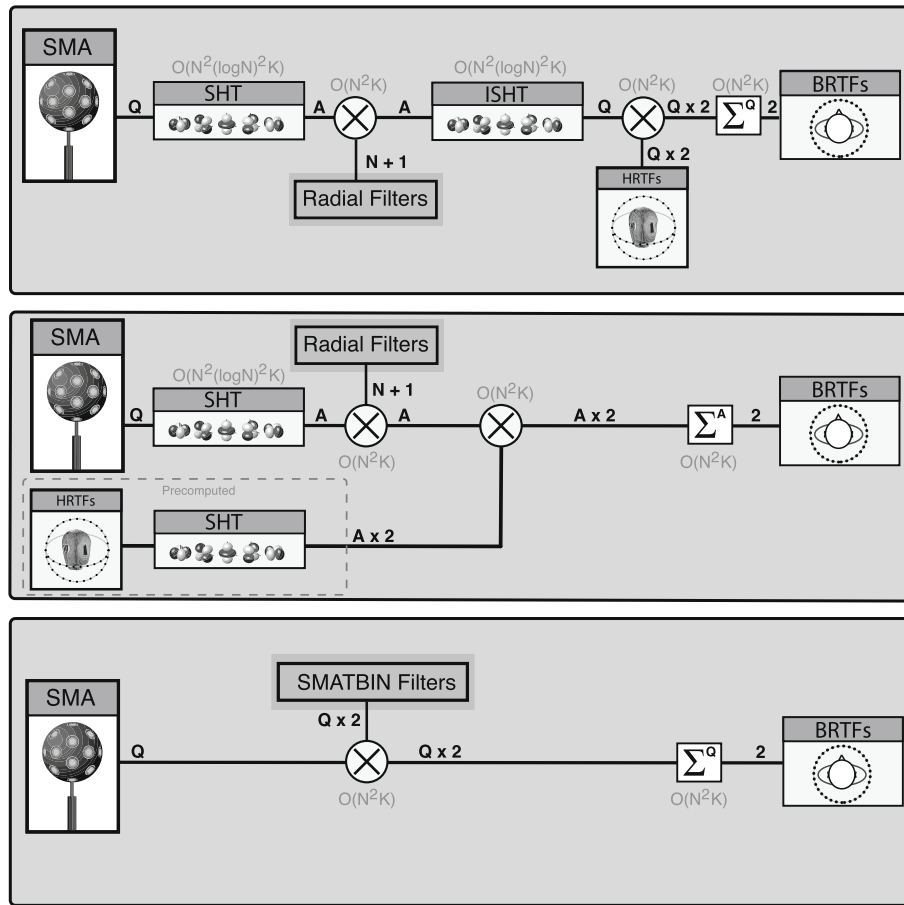 SMA
Q
O(N²(logN)²K)
SHT
A
O(N²K)
A
N + 1
Radial Filters
O(N²(logN)²K)
ISHT
Q
O(N²K)
Q x 2
Q x 2
HRTFs
O(N²K)
Σ^Q
2
BRTFs
SMA
Q
O(N²(logN)²K)
SHT
A
Radial Filters
N + 1
A
O(N²K)
O(N²K)
A x 2
Σ^A
O(N²K)
2
BRTFs
Precomputed
HRTFs
SHT
A x 2
SMA
Q
SMATBIN Filters
Q x 2
O(N²K)
Q x 2
Σ^Q
O(N²K)
2
BRTFs